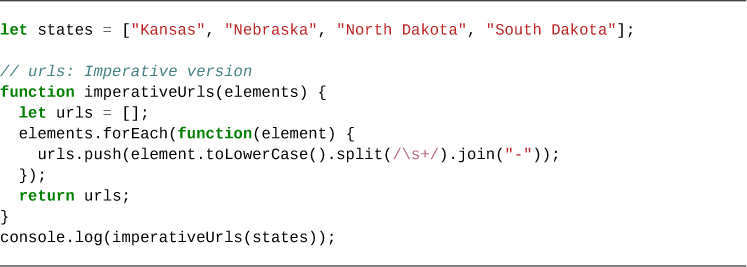 let states = ["Kansas", "Nebraska", "North Dakota", "South Dakota"];
// urls: Imperative version
function imperativeUrls(elements) {
  let urls = [];
  elements.forEach(function(element) {
    urls.push(element.toLowerCase().split(/\s+/).join("-"));
  });
  return urls;
}
console.log(imperativeUrls(states));